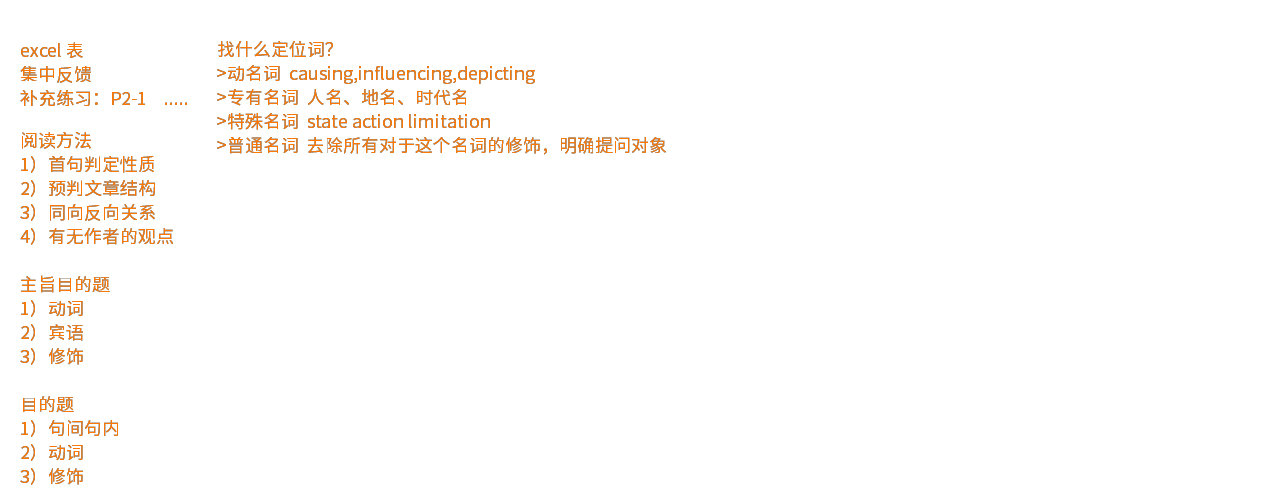 excel 表
集中反馈
补充练习：P2-1 .....
阅读方法
1）首句判定性质
2）预判文章结构
3）同向反向关系
4）有无作者的观点
主旨目的题
1）动词
2）宾语
3）修饰
目的题
1）句间句内
2）动词
3）修饰
找什么定位词?
>动名词 causing,influencing,depicting
>专有名词 人名、地名、时代名
>特殊名词 state action limitation
>普通名词 去除所有对于这个名词的修饰，明确提问对象